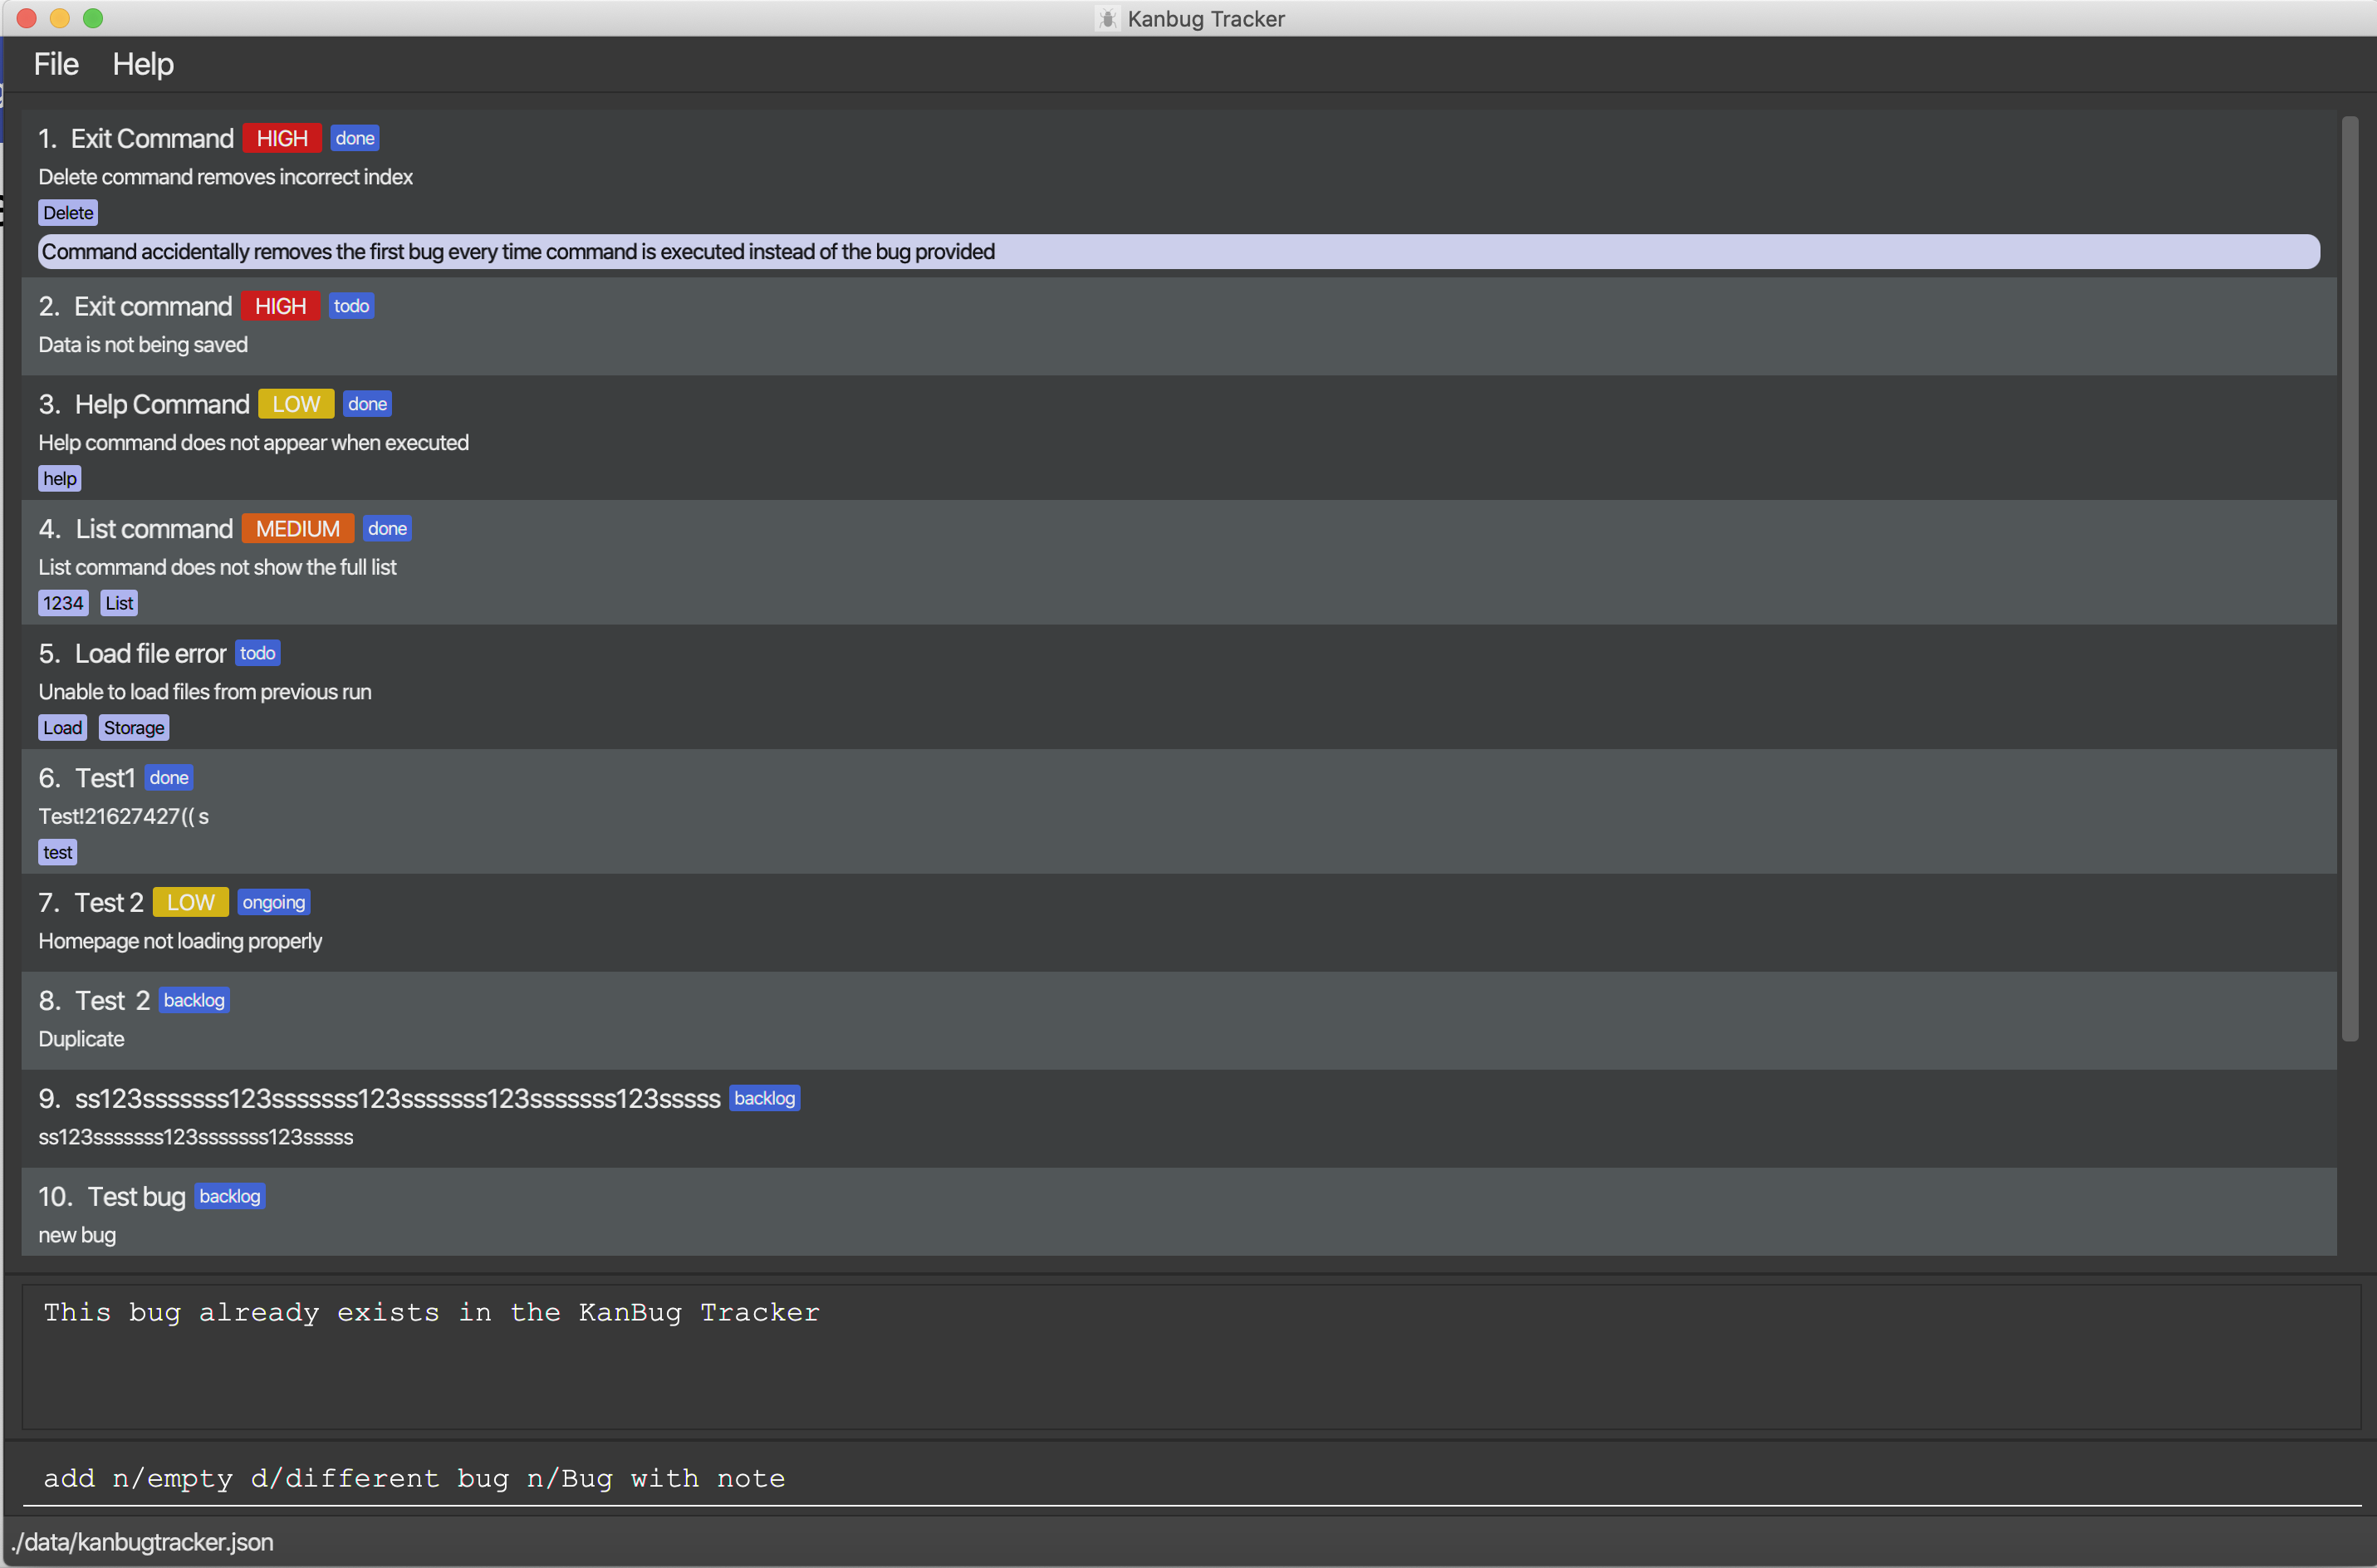 Kanbug Tracker
File Help
1. Exit Command HIGH done
Delete command removes incorrect index
Delete
Command accidentally removes the first bug every time command is executed instead of the bug provided
2. Exit command HIGH todo
Data is not being saved
3. Help Command LOW done
Help command does not appear when executed
help
4. List command MEDIUM done
List command does not show the full list
1234 List
5. Load file error todo
Unable to load files from previous run
Load Storage
6. Test1 done
Test!21627427(( s
test
7. Test 2 LOW ongoing
Homepage not loading properly
8. Test  2 backlog
Duplicate
9. ss123sssssss123sssssss123sssssss123sssssss123sssss backlog
ss123sssssss123sssssss123sssss
10. Test bug backlog
new bug
This bug already exists in the KanBug Tracker
add n/empty d/different bug n/Bug with note
./data/kanbugtracker.json